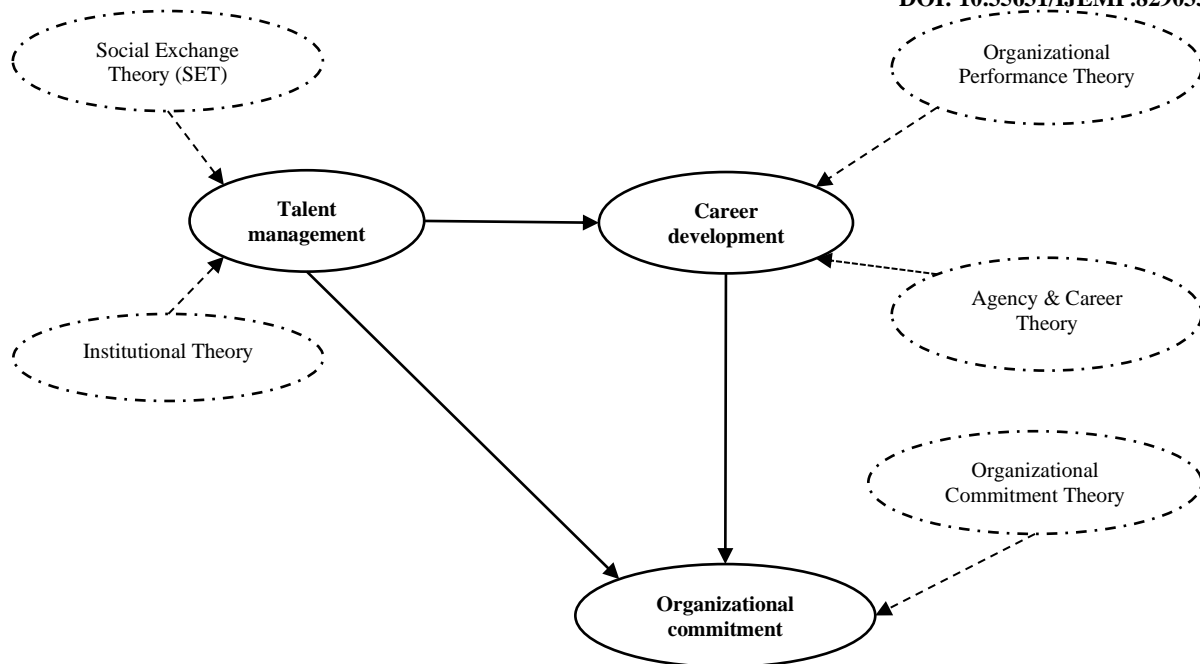 Social Exchange
Theory (SET)
Organizational
Performance Theory
Talent
management
Career
development
Institutional Theory
Agency & Career
Theory
Organizational
Commitment Theory
Organizational
commitment